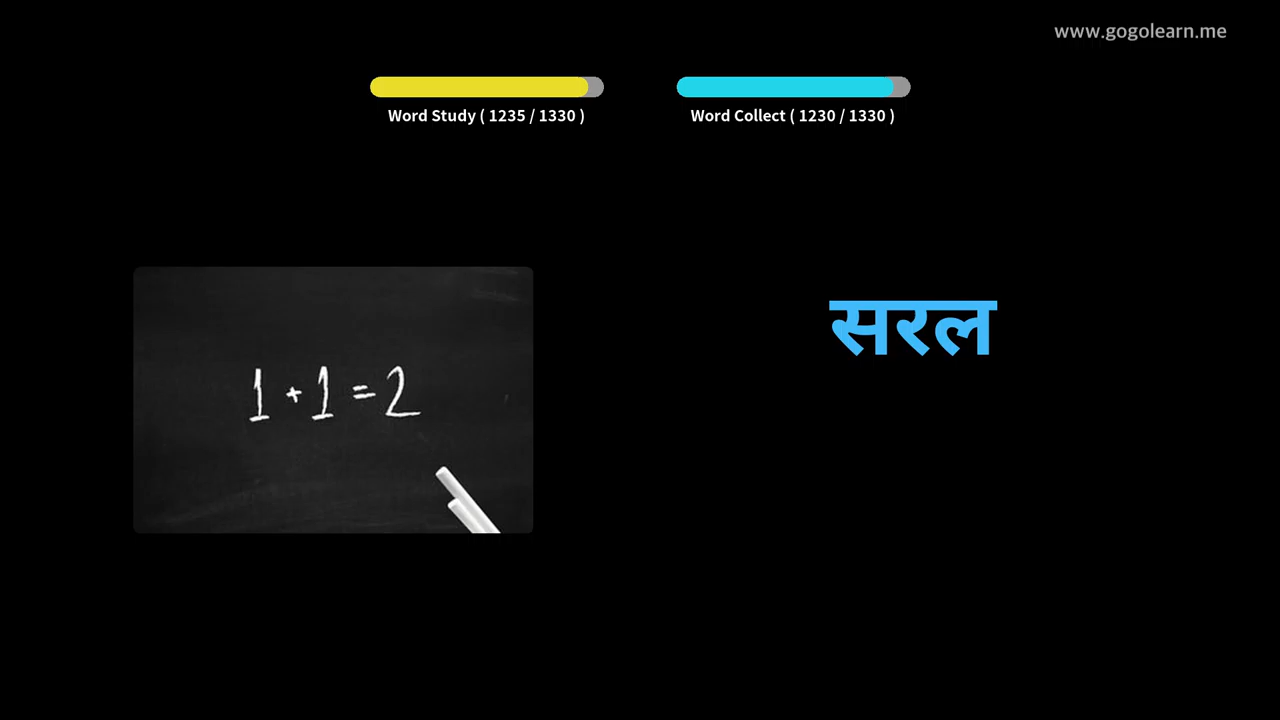 www.gogolearn.me
Word Study ( 1235 / 1330 )
Word Collect ( 1230 / 1330 )
सरल
1 + 1 = 2